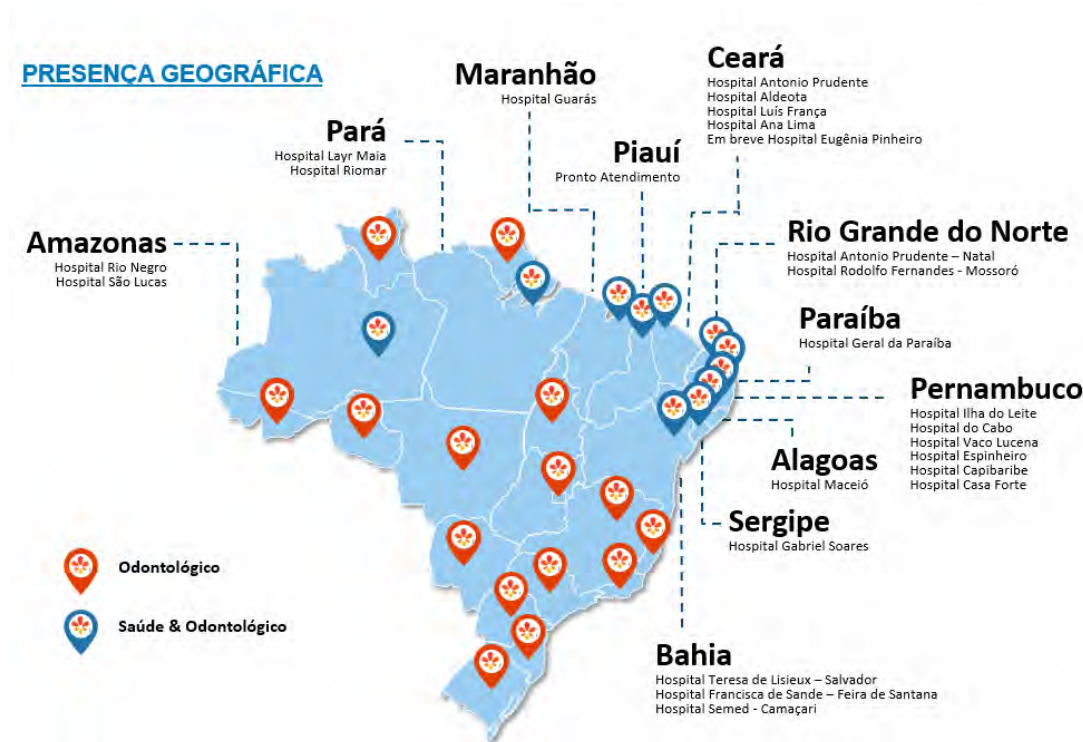 PRESENÇA GEOGRÁFICA
Maranhão
Hospital Guarás
Ceará
Hospital Antonio Prudente
Hospital Aldeota
Hospital Luís França
Hospital Ana Lima
Em breve Hospital Eugênia Pinheiro
Pará
Hospital Layr Maia
Hospital Riomar
Piauí
Pronto Atendimento
Amazonas
Hospital Rio Negro
Hospital São Lucas
Rio Grande do Norte
Hospital Antonio Prudente – Natal
Hospital Rodolfo Fernandes - Mossoró
Paraíba
Hospital Geral da Paraíba
Pernambuco
Hospital Ilha do Leite
Hospital do Cabo
Hospital Vaco Lucena
Hospital Espinheiro
Hospital Capibaribe
Hospital Casa Forte
Alagoas
Hospital Maceió
Sergipe
Hospital Gabriel Soares
Odontológico
Saúde & Odontológico
Bahia
Hospital Teresa de Lisieux – Salvador
Hospital Francisca de Sande – Feira de Santana
Hospital Semed - Camaçari